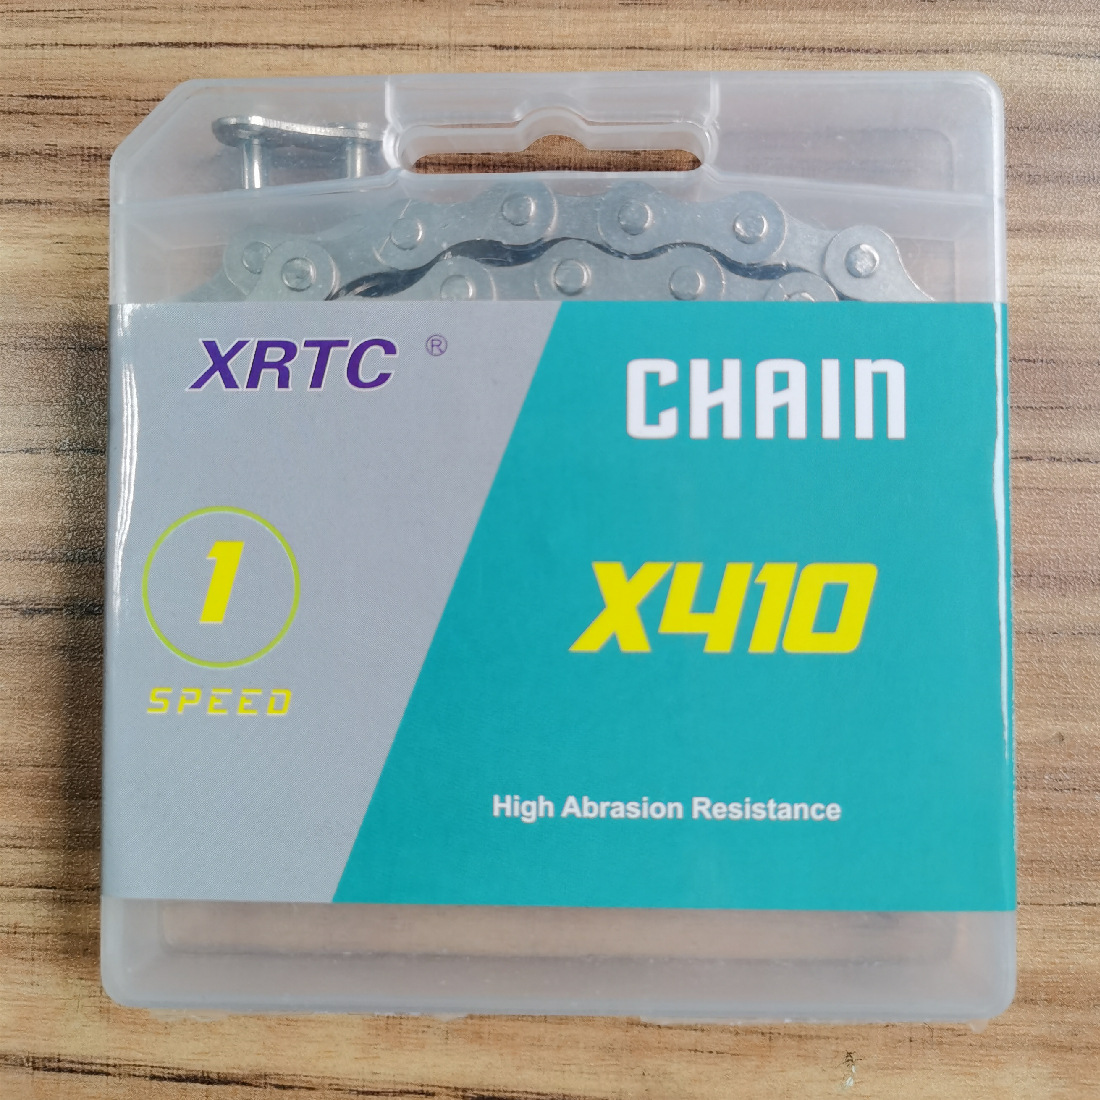 XRTC ®
CHAIN
1
SPEED
X410
High Abrasion Resistance